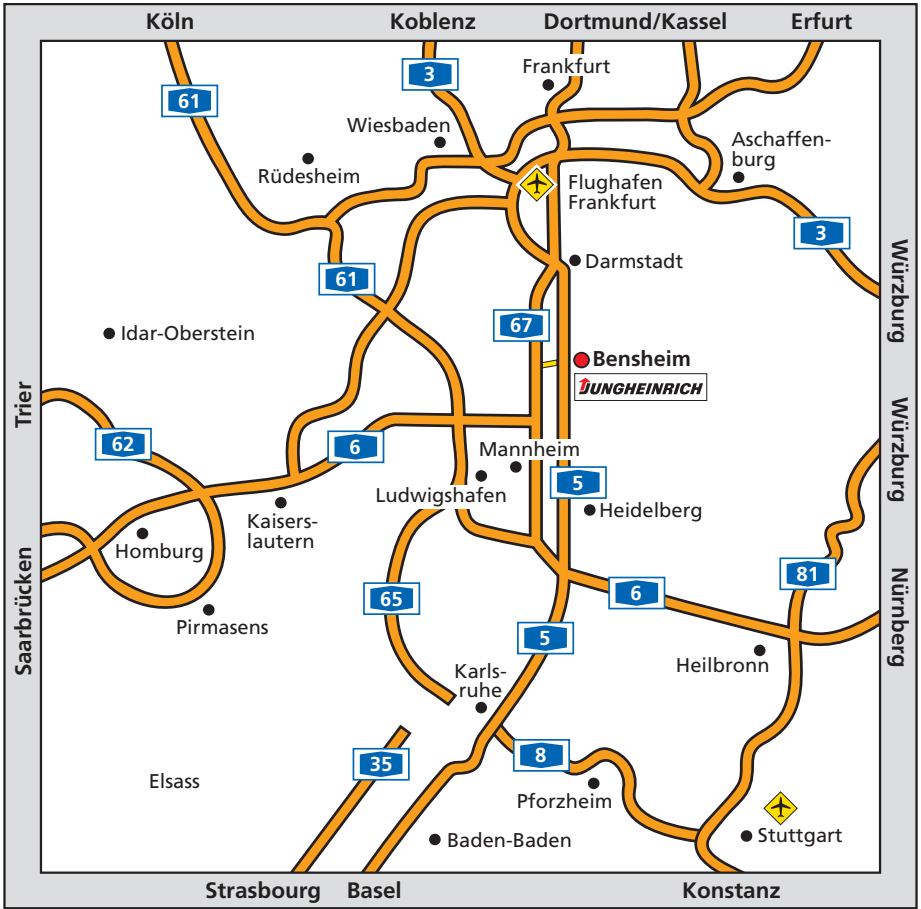 Köln
Koblenz
Dortmund/Kassel
Erfurt
3
Frankfurt
61
Wiesbaden
Aschaffen-
burg
Rüdesheim
Flughafen
Frankfurt
3
Würzburg
Darmstadt
61
67
Idar-Oberstein
Bensheim
JUNGHEINRICH
Trier
62
6
Würzburg
Mannheim
5
Ludwigshafen
Heidelberg
Kaisers-
lautern
Homburg
81
Saarbrücken
Nürnberg
65
6
Pirmasens
5
Heilbronn
Karls-
ruhe
35
8
Elsass
Pforzheim
Stuttgart
Baden-Baden
Strasbourg
Basel
Konstanz